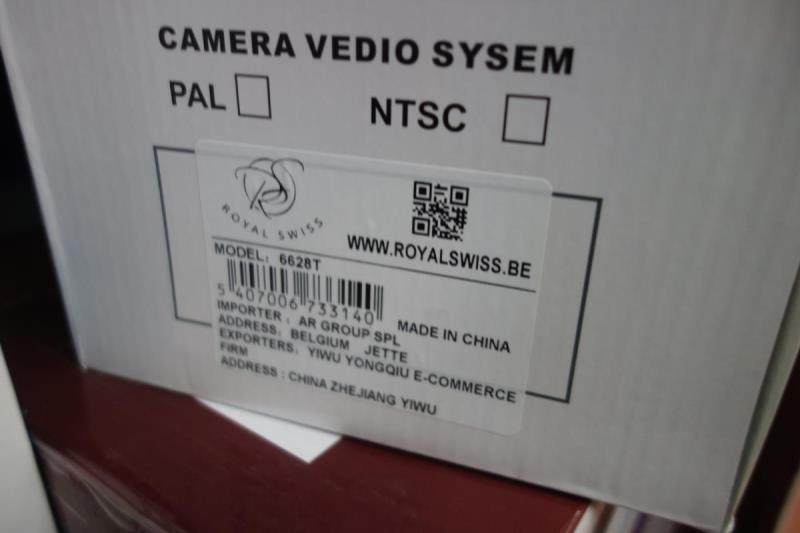 CAMERA VEDIO SYSEM
PAL NTSC
ROYAL SWISS
WWW.ROYALSWISS.BE
MODEL: 6628T
5 407006 733140
MADE IN CHINA
IMPORTER : AR GROUP SPL
ADDRESS: BELGIUM JETTE
EXPORTERS: YIWU YONGQIU E-COMMERCE
FIRM
ADDRESS : CHINA ZHEJIANG YIWU